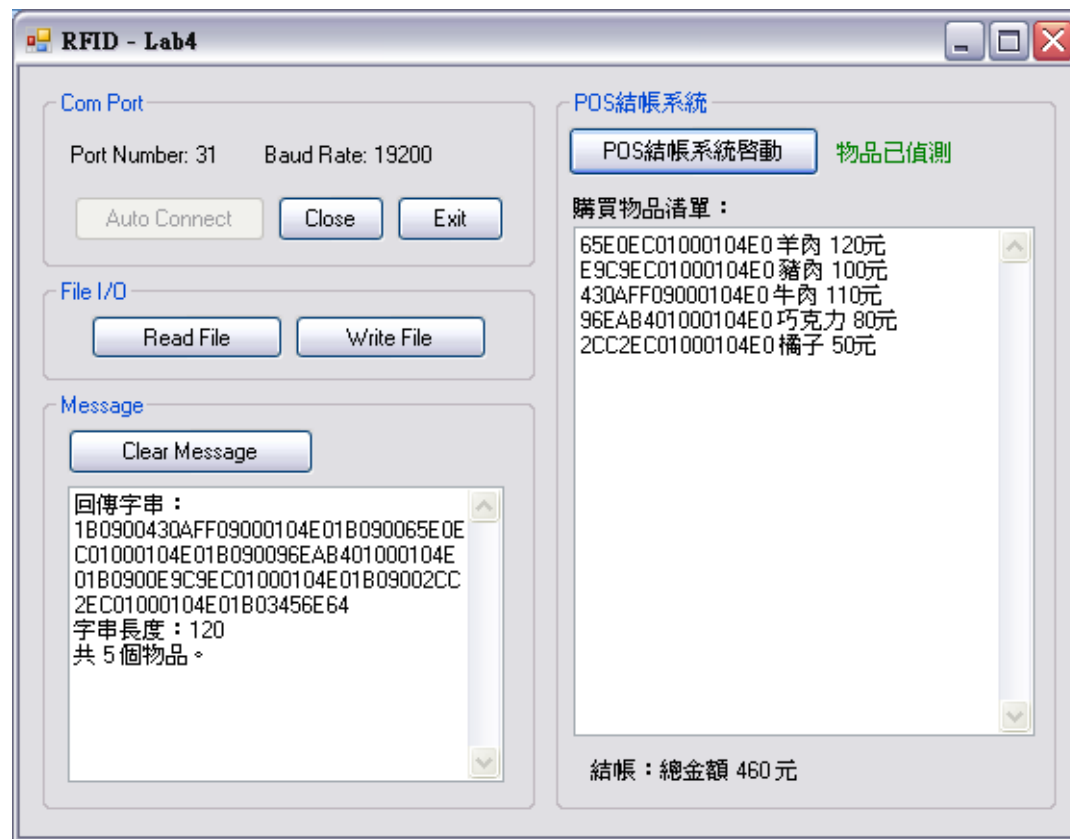 RFID - Lab4
Com Port
Port Number: 31 Baud Rate: 19200
Auto Connect Close Exit
File I/O
Read File Write File
Message
Clear Message
回傳字串：
1B0900430AFF09000104E01B090065E0E
C01000104E01B090096EAB401000104E
01B0900E9C9EC01000104E01B09002CC
2EC01000104E01B03456E64
字串長度：120
共 5 個物品。
POS結帳系統
POS結帳系統啟動 物品已偵測
購買物品清單：
65E0EC01000104E0 羊肉 120元
E9C9EC01000104E0 豬肉 100元
430AFF09000104E0 牛肉 110元
96EAB401000104E0 巧克力 80元
2CC2EC01000104E0 橘子 50元
結帳：總金額 460 元